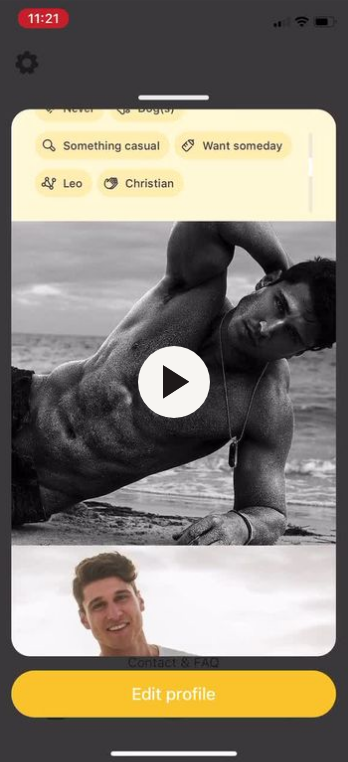 11:21
Never Dog(s)
Something casual Want someday
Leo Christian
Contact & FAQ
Edit profile